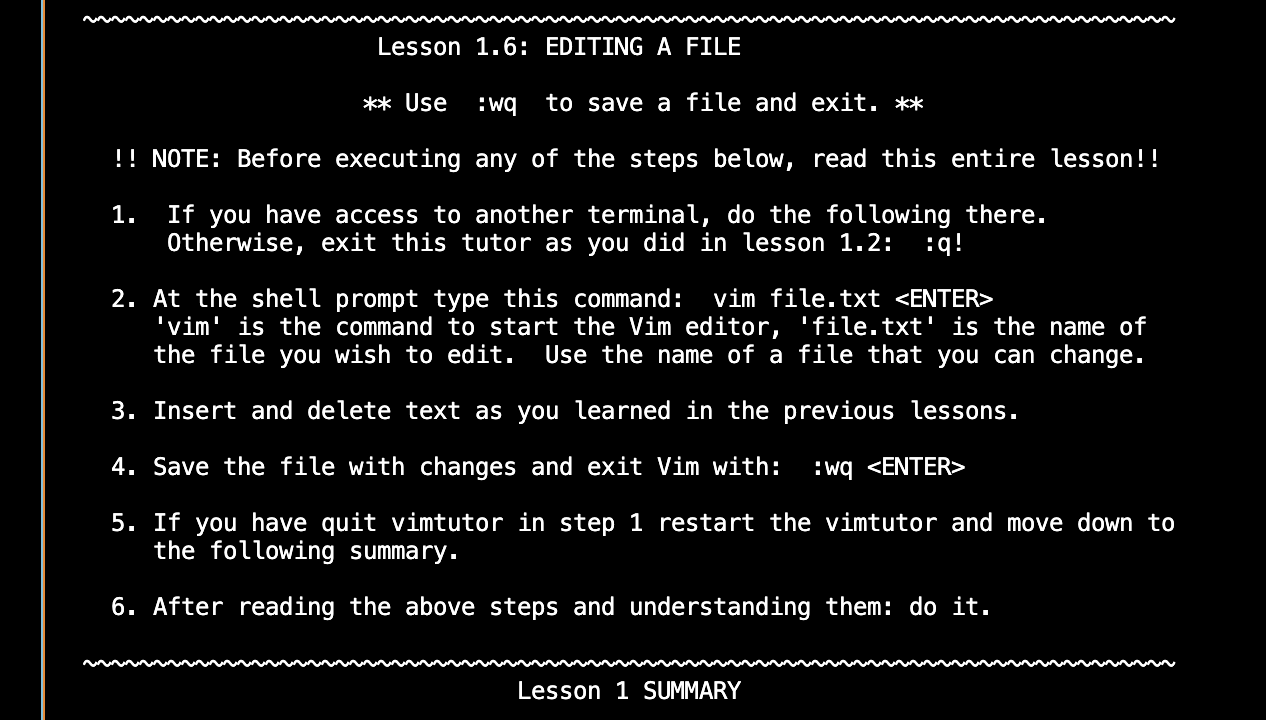 ~~~~~~~~~~~~~~~~~~~~~~~~~~~~~~~~~~~~~~~~~~~~~~~~~~~~~~~~~~~~~~~~~~~~~~~~~~~~~~
Lesson 1.6: EDITING A FILE
** Use  :wq  to save a file and exit. **
!! NOTE: Before executing any of the steps below, read this entire lesson!!
1.  If you have access to another terminal, do the following there.
Otherwise, exit this tutor as you did in lesson 1.2:  :q!
2. At the shell prompt type this command:  vim file.txt <ENTER>
'vim' is the command to start the Vim editor, 'file.txt' is the name of
the file you wish to edit.  Use the name of a file that you can change.
3. Insert and delete text as you learned in the previous lessons.
4. Save the file with changes and exit Vim with:  :wq <ENTER>
5. If you have quit vimtutor in step 1 restart the vimtutor and move down to
the following summary.
6. After reading the above steps and understanding them: do it.
~~~~~~~~~~~~~~~~~~~~~~~~~~~~~~~~~~~~~~~~~~~~~~~~~~~~~~~~~~~~~~~~~~~~~~~~~~~~~~
Lesson 1 SUMMARY